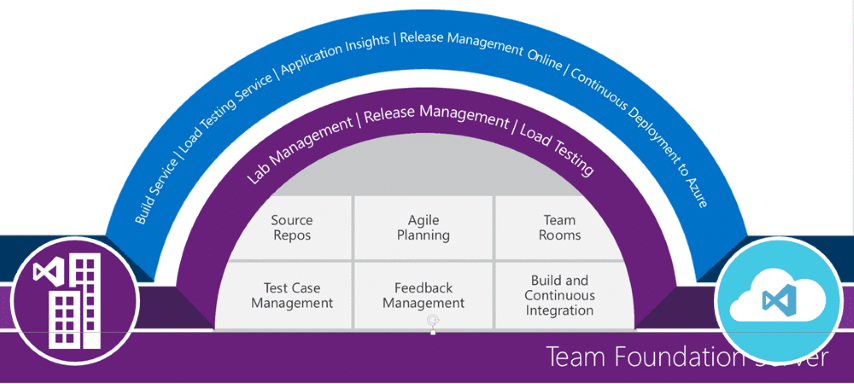 Build Service | Load Testing Service | Application Insights | Release Management Online | Continuous Deployment to Azure
Lab Management | Release Management | Load Testing
Source
Repos
Agile
Planning
Team
Rooms
Test Case
Management
Feedback
Management
Build and
Continuous
Integration
Team Foundation Server